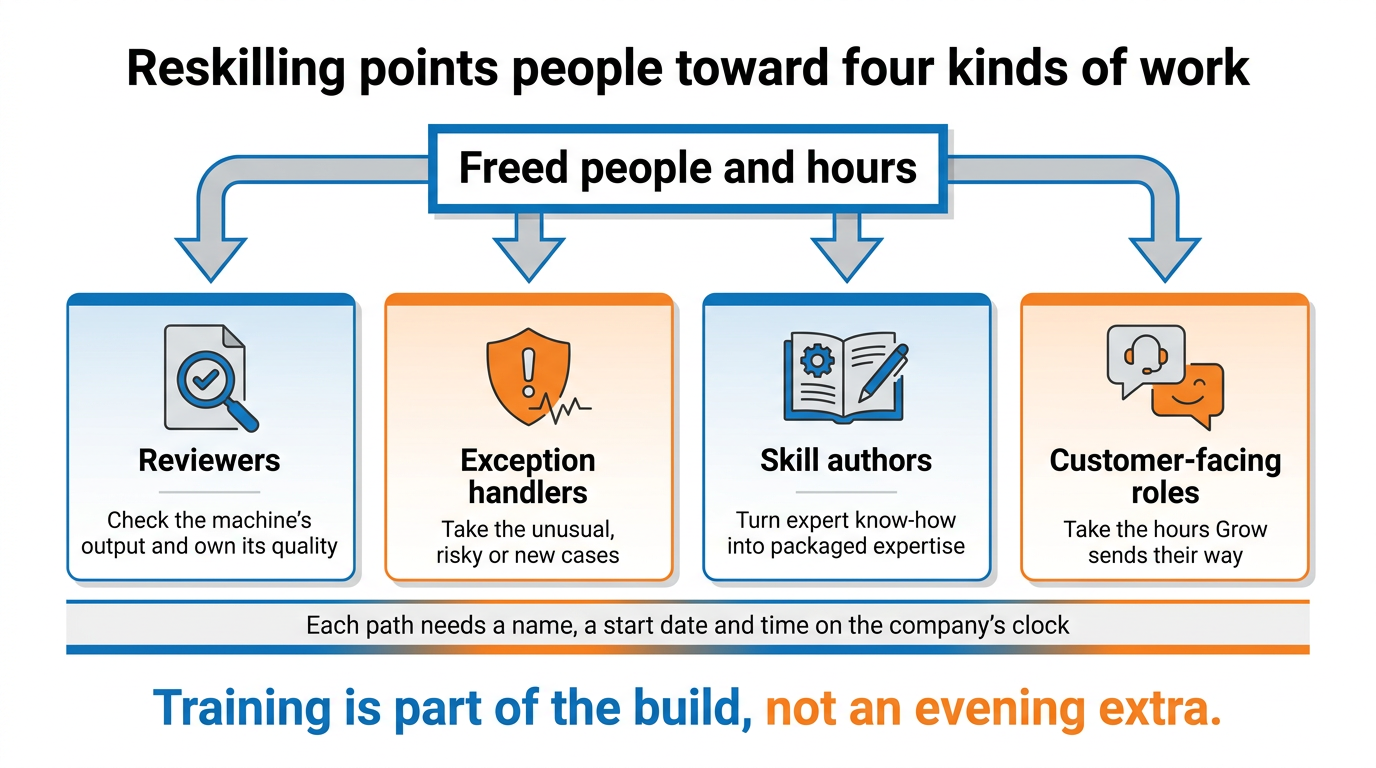 Reskilling points people toward four kinds of work
Freed people and hours
Reviewers
Check the machine’s
output and own its quality
Exception
handlers
Take the unusual,
risky or new cases
Skill authors
Turn expert know-how
into packaged expertise
Customer-facing
roles
Take the hours Grow
sends their way
Each path needs a name, a start date and time on the company’s clock
Training is part of the build, not an evening extra.